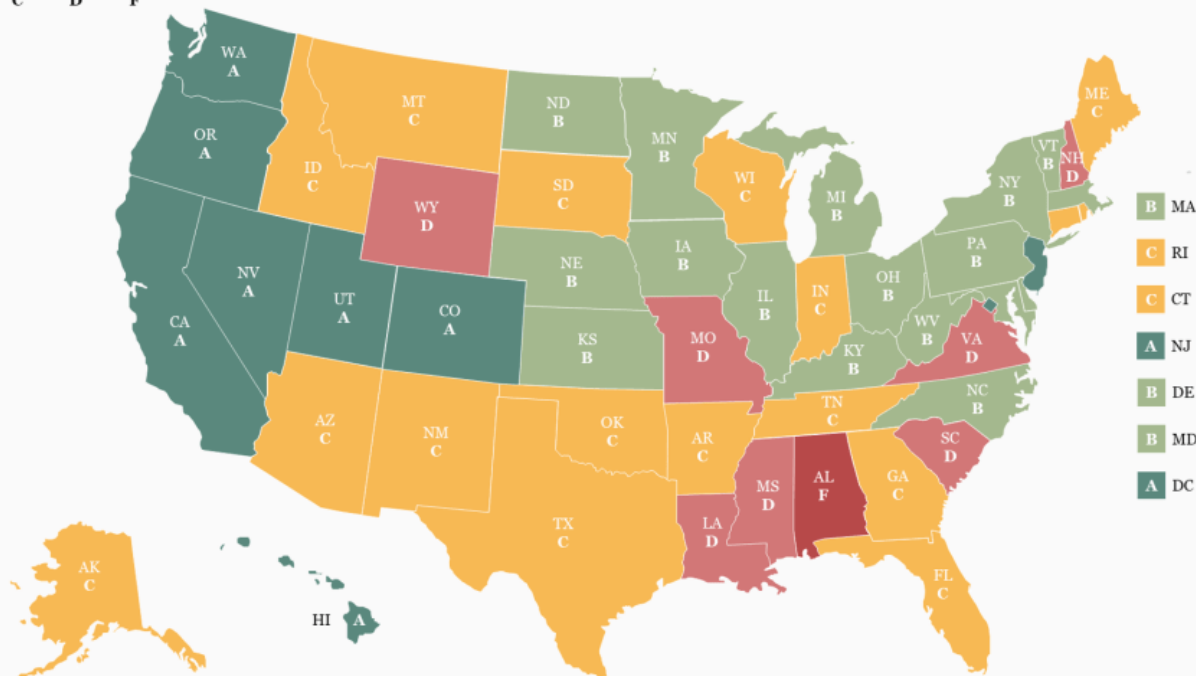 C D F
WA
A
OR
A
ID
C
MT
C
ND
B
MN
B
SD
C
WI
C
WY
D
NV
A
CA
A
UT
A
CO
A
NE
B
IA
B
KS
B
IL
B
MO
D
IN
C
MI
B
OH
B
KY
B
WV
B
PA
B
NY
B
VT
B
NH
D
ME
C
VA
D
NC
B
TN
C
SC
D
AZ
C
NM
C
OK
C
AR
C
TX
C
LA
D
MS
D
AL
F
GA
C
FL
C
AK
C
HI A
B MA
C RI
C CT
A NJ
B DE
B MD
A DC